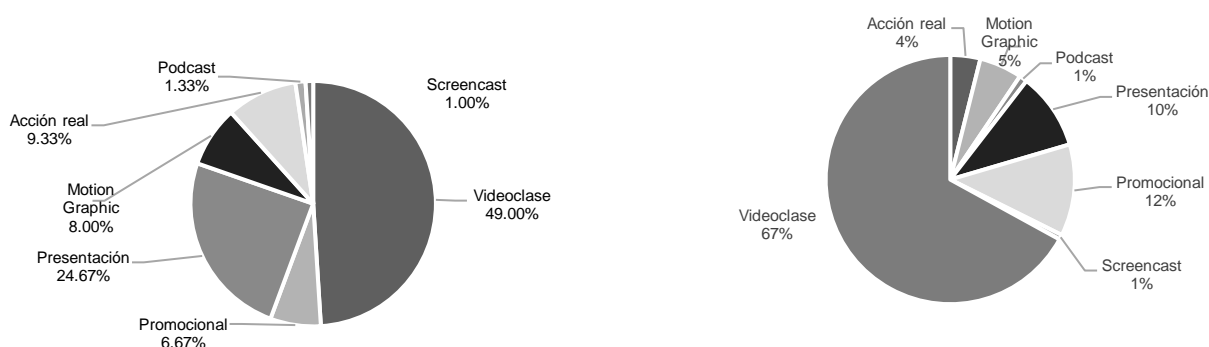 Podcast
1.33%
Screencast
1.00%
Acción real
9.33%
Motion
Graphic
8.00%
Videoclase
49.00%
Presentación
24.67%
Promocional
6.67%
Acción real
4%
Motion
Graphic
5%
Podcast
1%
Presentación
10%
Promocional
12%
Videoclase
67%
Screencast
1%